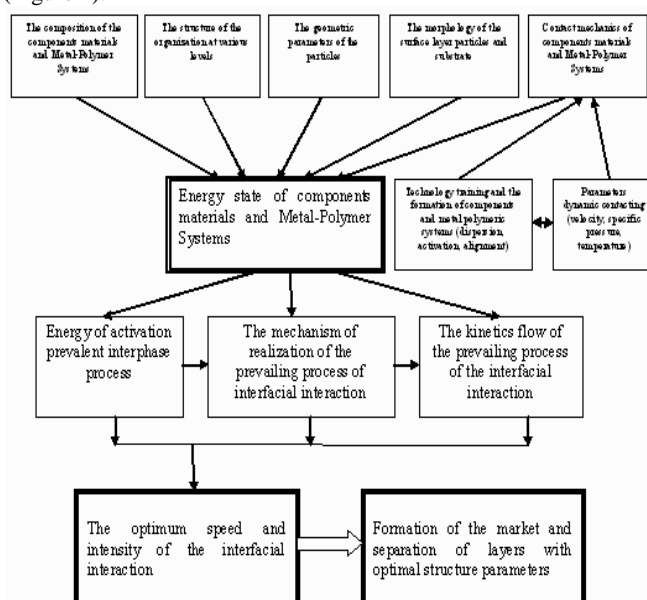 The composition of the
components materials
and Metal-Polymer
Systems
The structure of the
organization at various
levels
The geometric
parameters of the
particles
The morphology of the
surface layer particles and
substrate
Contact mechanics of
components materials
and Metal-Polymer
Systems
Energy state of components
materials and Metal-Polymer
Systems
Technology training and the
formation of components
and metal polymeric
systems (dispersion,
activation, alignment)
Parameters
dynamic contacting
(velocity, specific
pressure,
temperature)
Energy of activation
prevalent interphase
process
The mechanism of
realization of the
prevailing process of
interfacial interaction
The kinetics flow of
the prevailing process
of the interfacial
interaction
The optimum speed and
intensity of the interfacial
interaction
Formation of the market and
separation of layers with
optimal structure parameters